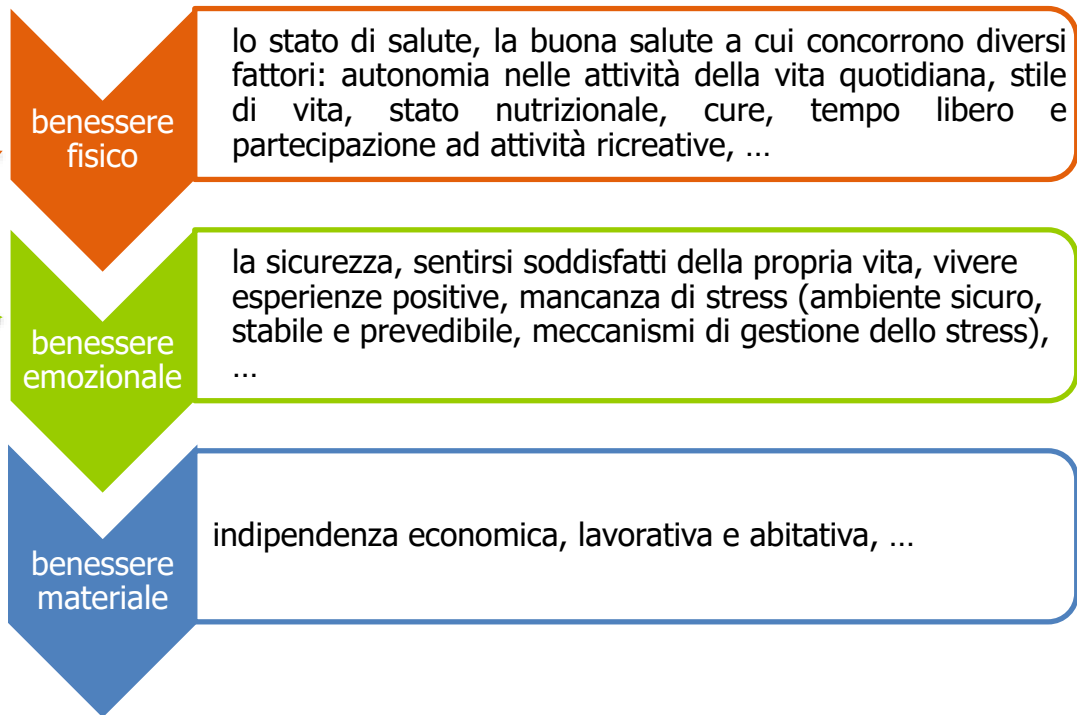 benessere
fisico
lo stato di salute, la buona salute a cui concorrono diversi
fattori: autonomia nelle attività della vita quotidiana, stile
di vita, stato nutrizionale, cure, tempo libero e
partecipazione ad attività ricreative, …
benessere
emozionale
la sicurezza, sentirsi soddisfatti della propria vita, vivere
esperienze positive, mancanza di stress (ambiente sicuro,
stabile e prevedibile, meccanismi di gestione dello stress),
…
benessere
materiale
indipendenza economica, lavorativa e abitativa, …